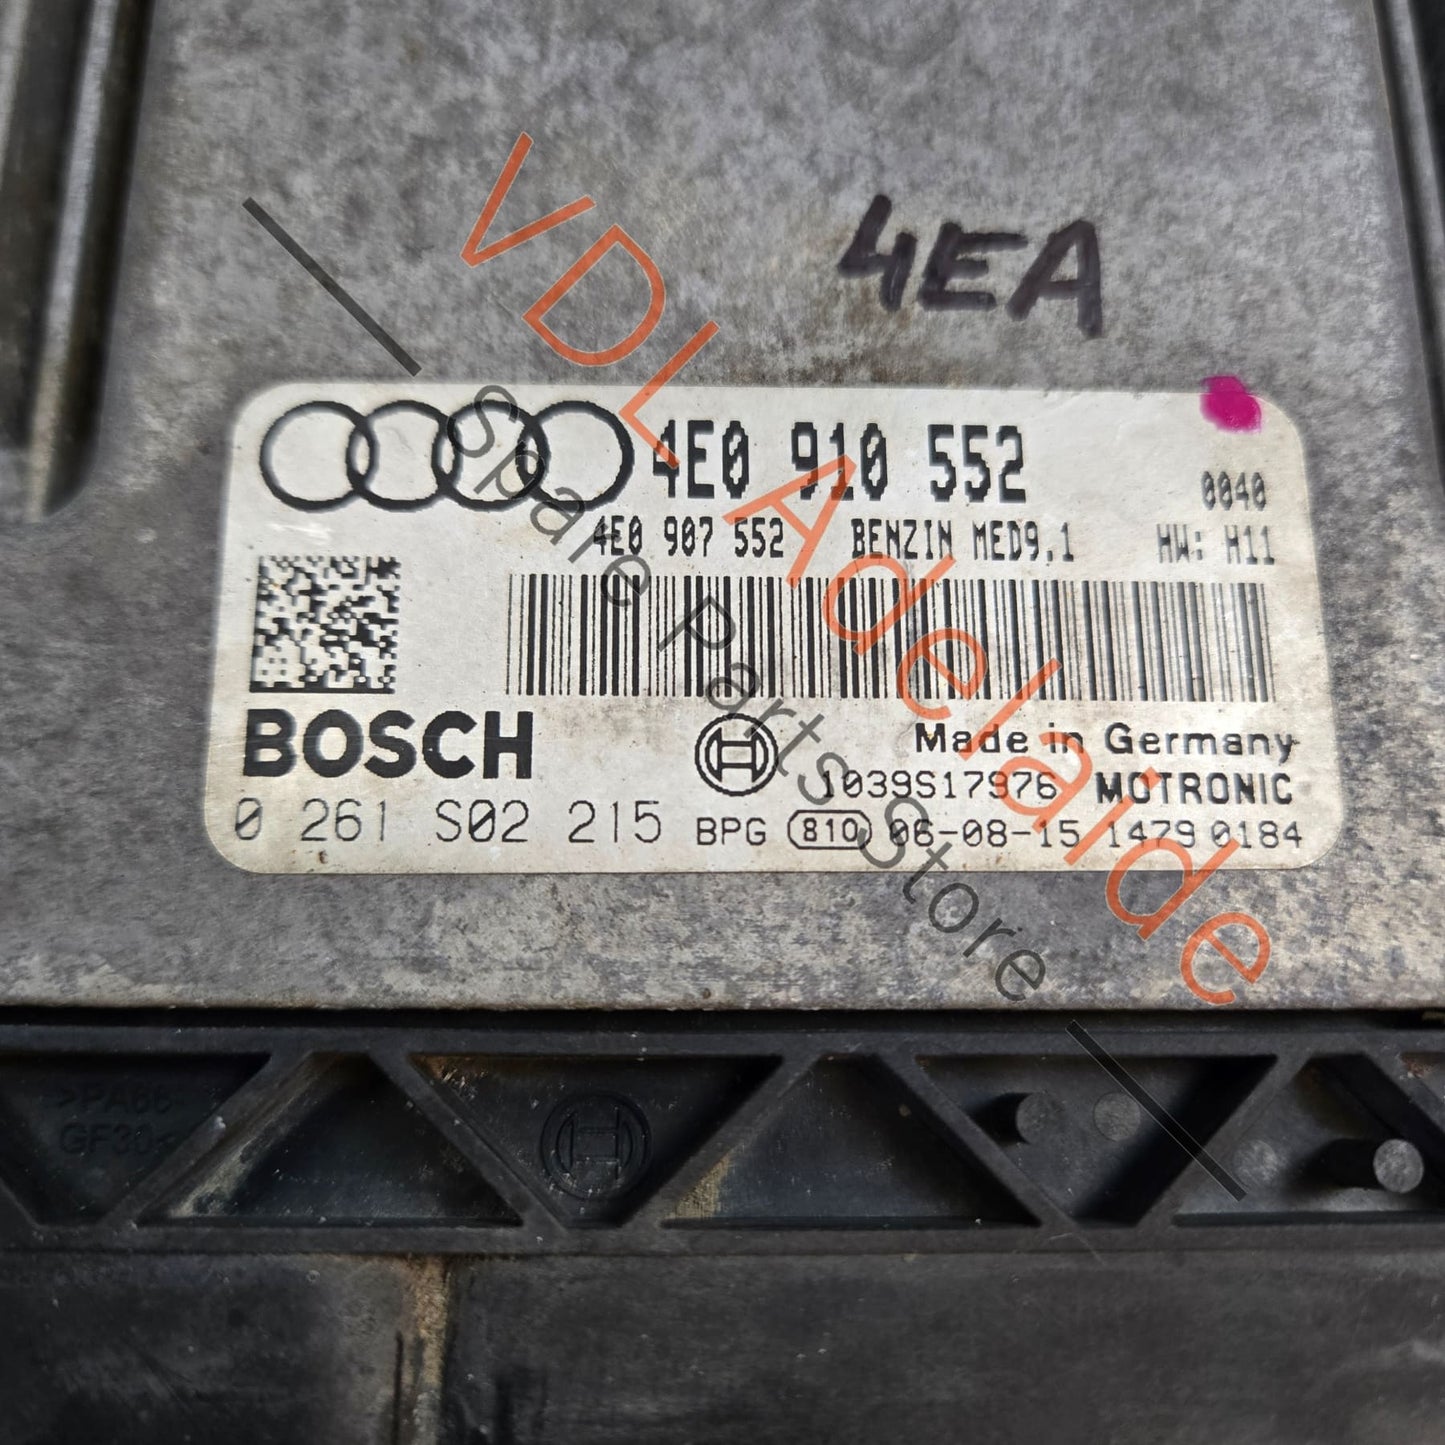 4EA
4E0 910 552
0040
4E0 907 552 BENZIN MED9.1 HW: H11
BOSCH
Made in Germany
1039S17976 MOTRONIC
0 261 S02 215 BPG 810 06-08-15 1479 0184
>PA66
GF30<
VDL Adelaide
Spare Parts Store